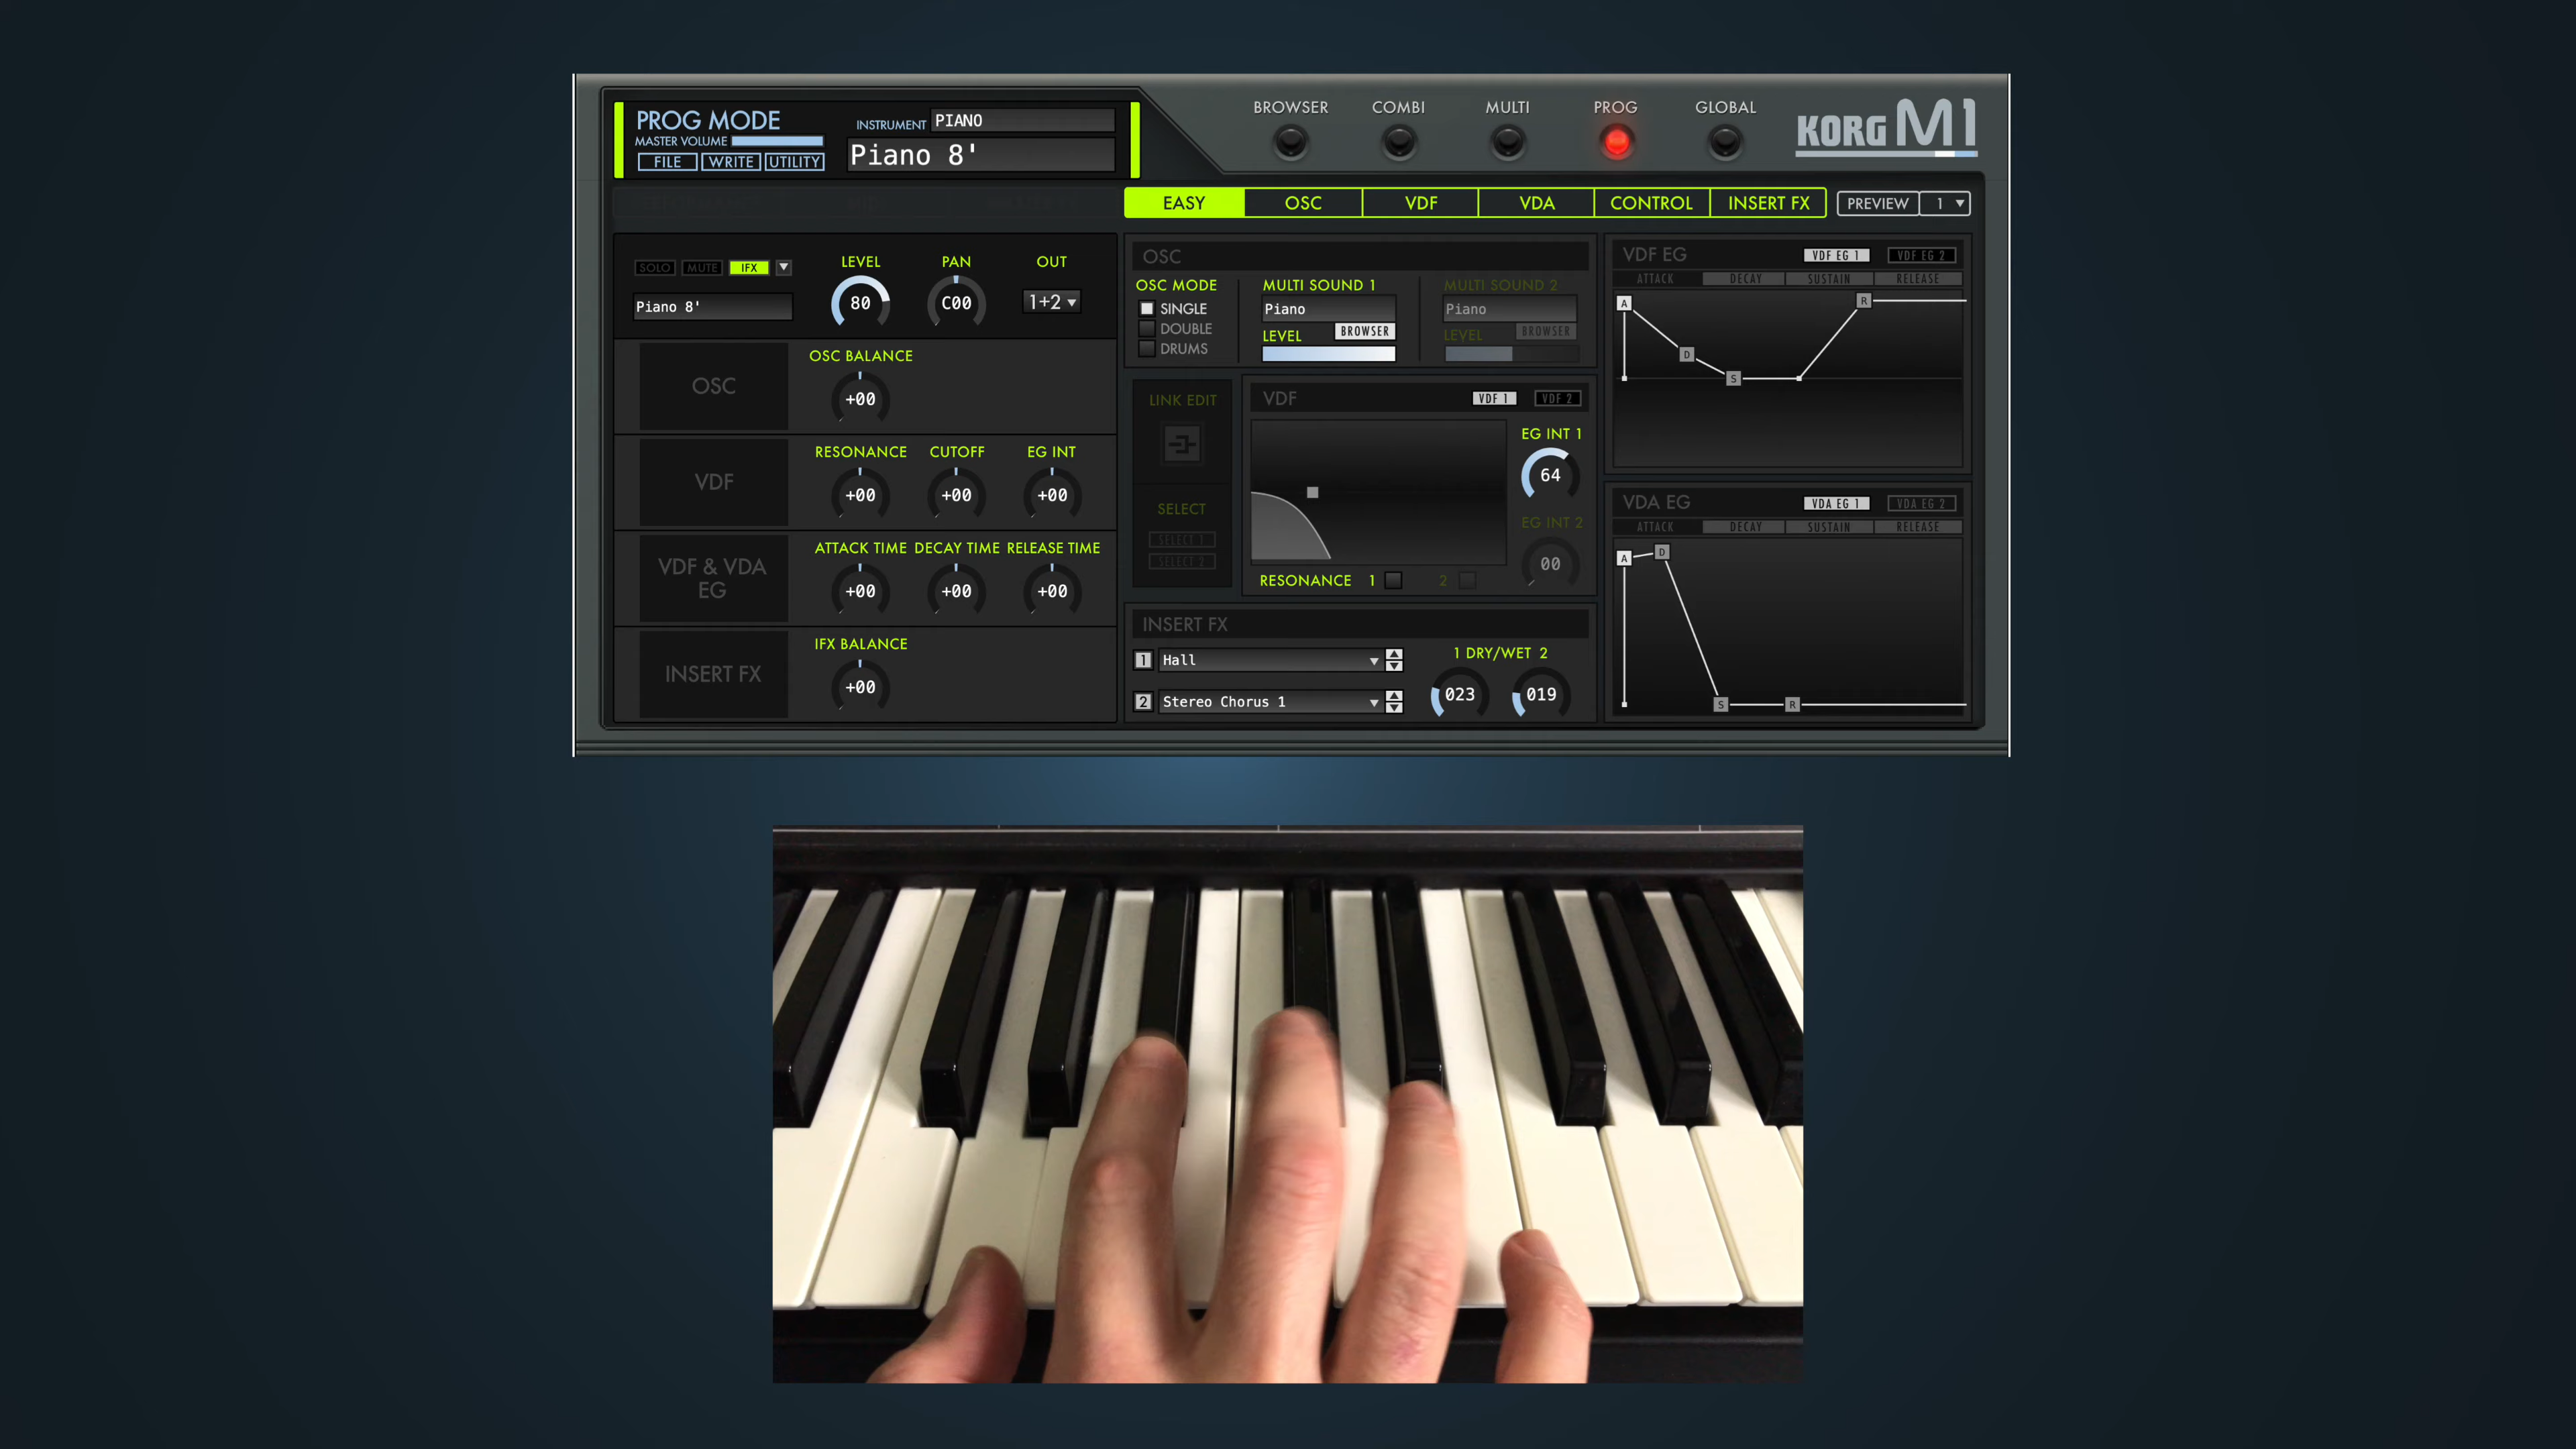 PROG MODE
MASTER VOLUME
FILE WRITE UTILITY
INSTRUMENT PIANO
Piano 8'
BROWSER COMBI MULTI PROG GLOBAL
KORG M1
EASY OSC VDF VDA CONTROL INSERT FX PREVIEW 1
SOLO MUTE IFX
Piano 8'
LEVEL PAN OUT
80 C00 1+2
OSC
OSC BALANCE
+00
VDF
RESONANCE CUTOFF EG INT
+00 +00 +00
VDF & VDA
EG
ATTACK TIME DECAY TIME RELEASE TIME
+00 +00 +00
INSERT FX
IFX BALANCE
+00
OSC
OSC MODE
SINGLE
DOUBLE
DRUMS
MULTI SOUND 1
Piano
LEVEL BROWSER
MULTI SOUND 2
Piano
LEVEL BROWSER
LINK EDIT
SELECT
SELECT 1
SELECT 2
VDF VDF 1 VDF 2
EG INT 1
64
EG INT 2
00
RESONANCE 1 2
INSERT FX
1 Hall
2 Stereo Chorus 1
1 DRY/WET 2
023 019
VDF EG VDF EG 1 VDF EG 2
ATTACK DECAY SUSTAIN RELEASE
A D S R
VDA EG VDA EG 1 VDA EG 2
ATTACK DECAY SUSTAIN RELEASE
A D S R